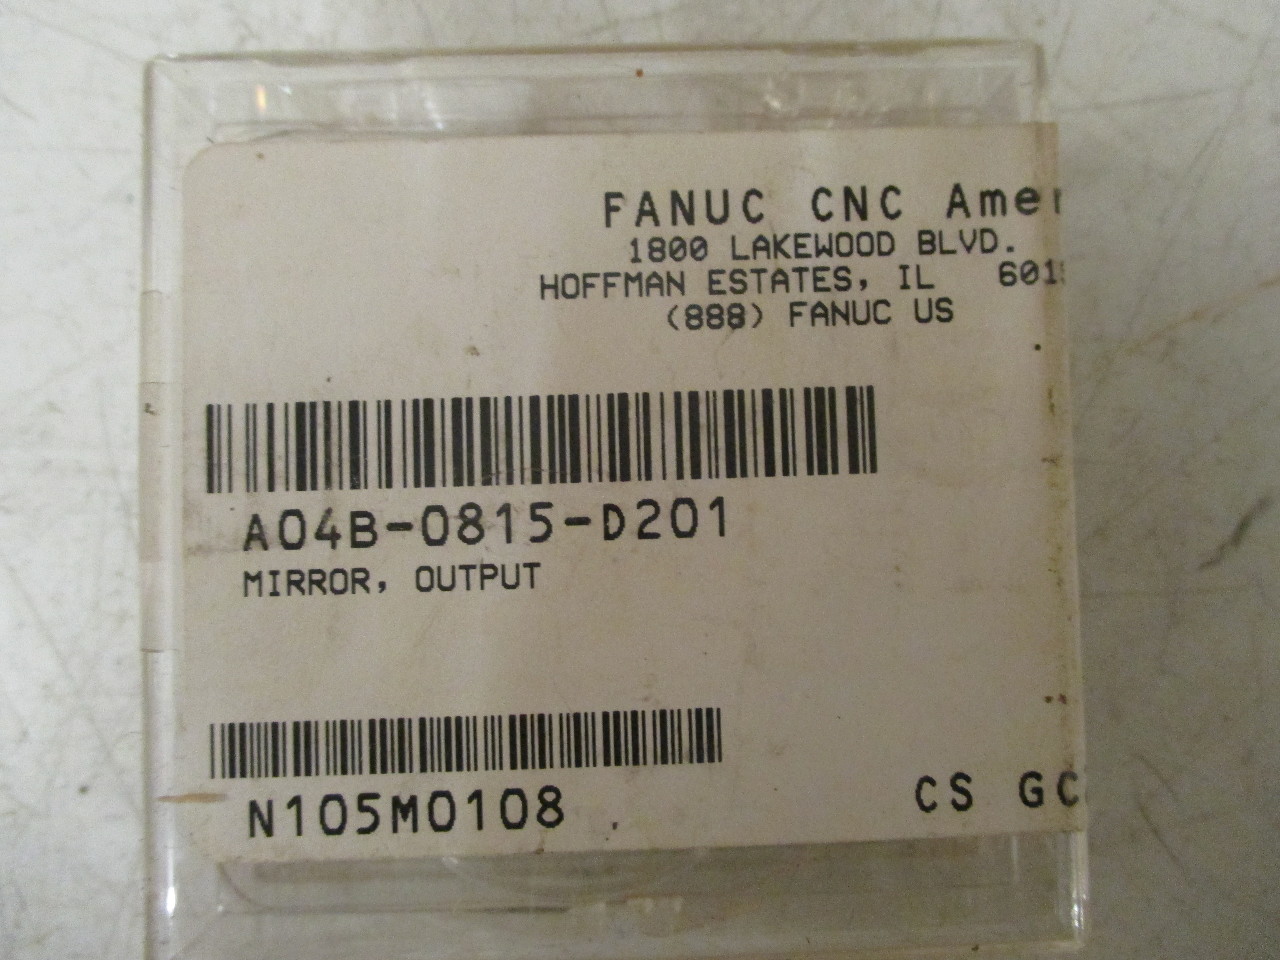 FANUC CNC Amer
1800 LAKEWOOD BLVD.
HOFFMAN ESTATES, IL 601
(888) FANUC US
A04B-0815-D201
MIRROR, OUTPUT
N105M0108
CS GC